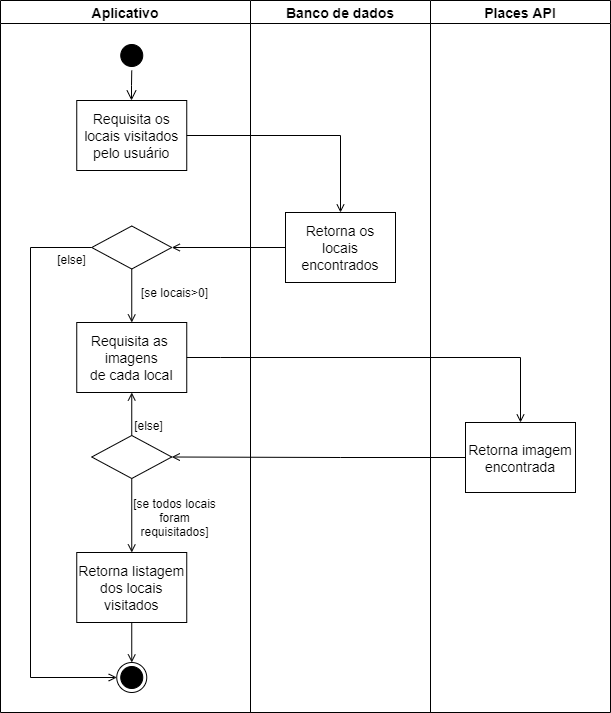 Aplicativo
Banco de dados
Places API
Requisita os
locais visitados
pelo usuário
Retorna os
locais
encontrados
[else]
[se locais>0]
Requisita as
imagens
de cada local
[else]
Retorna imagem
encontrada
[se todos locais
foram
requisitados]
Retorna listagem
dos locais
visitados